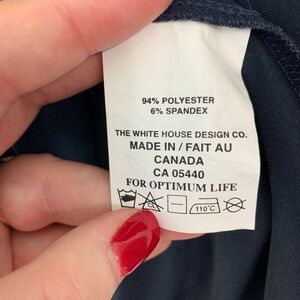 94% POLYESTER
6% SPANDEX
THE WHITE HOUSE DESIGN CO.
MADE IN / FAIT AU
CANADA
CA 05440
FOR OPTIMUM LIFE
110°C